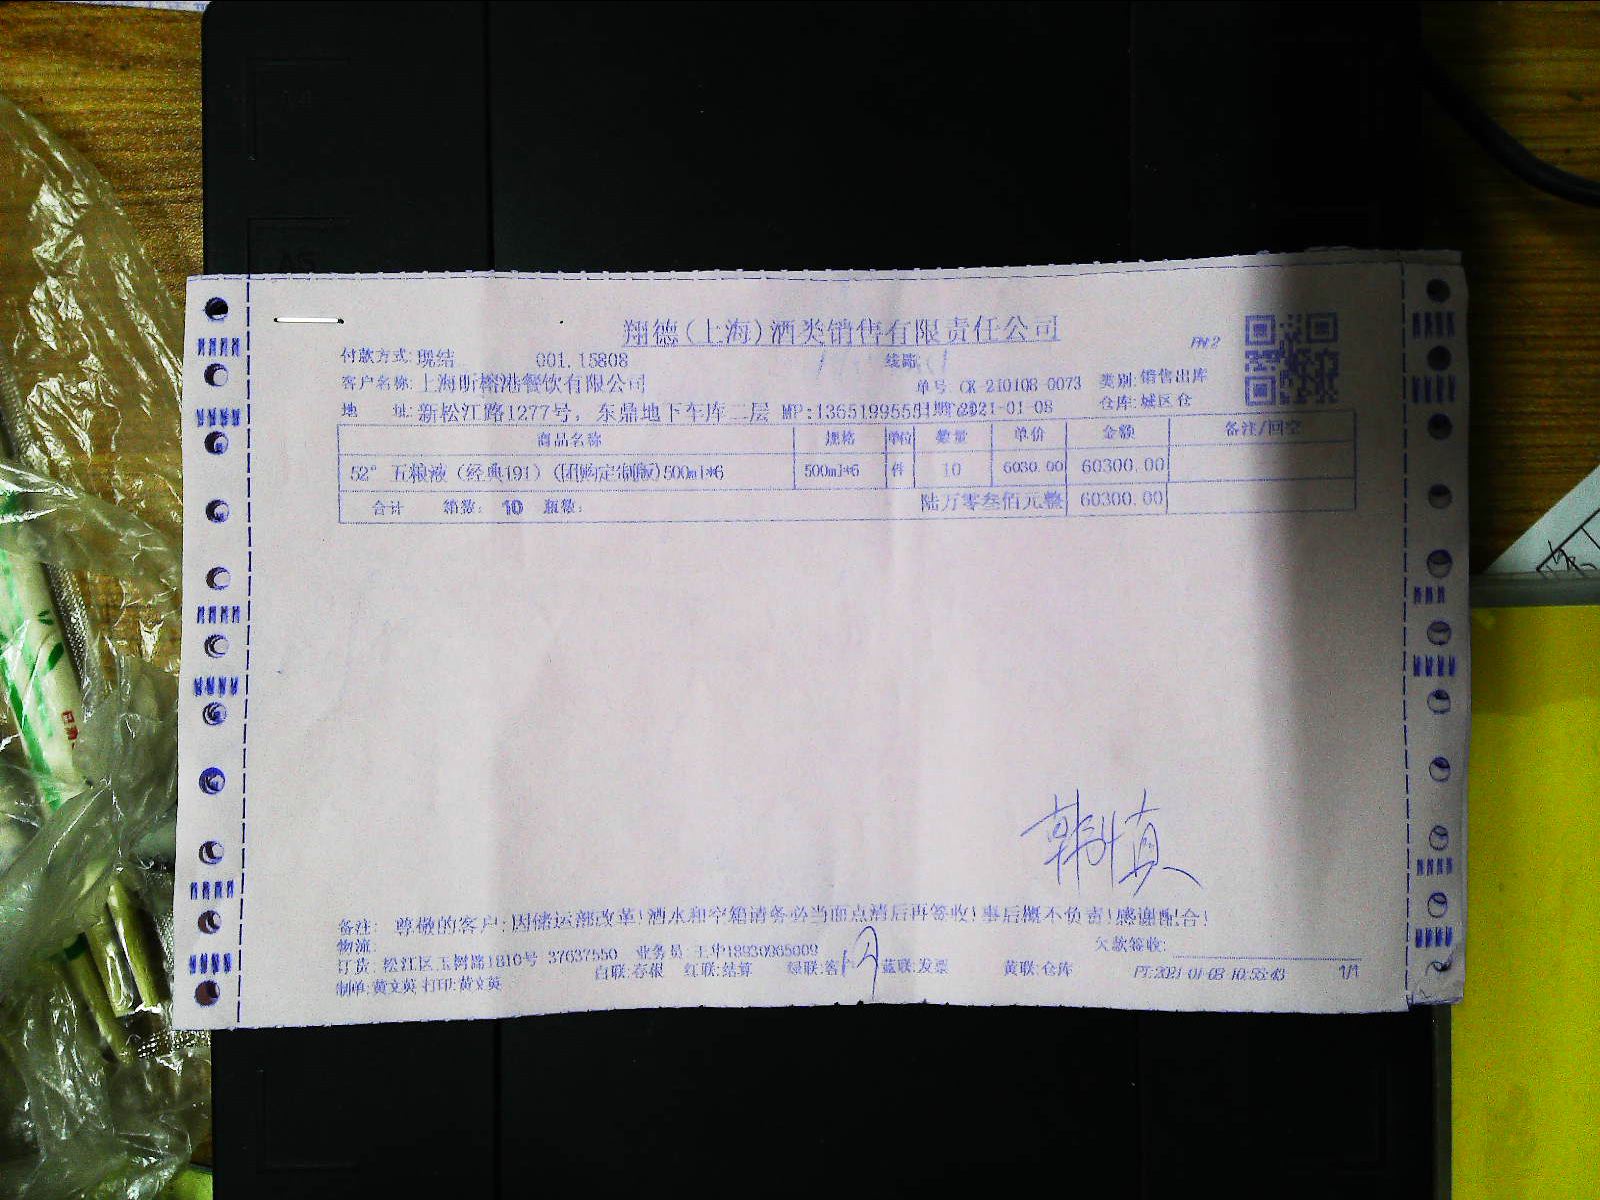 翔德(上海)酒类销售有限责任公司
PN 2
付款方式: 现结 001.15808 线路:
客户名称: 上海昕榕港餐饮有限公司 单号: CK-210108-0073 类别: 销售出库
地 址: 新松江路1277号, 东鼎地下车库二层 MP:13651995581 日期:2021-01-08 仓库: 城区仓
商品名称 规格 单位 数量 单价 金额 备注/回空
52° 五粮液 (经典191) (团购定制版) 500ml*6 500ml*6 件 10 6030.00 60300.00
合计 箱数: 10 瓶数: 陆万零叁佰元整 60300.00
备注: 尊敬的客户:因储运部改革!酒水和空箱请务必当面点清后再签收!事后概不负责!感谢配合!
物流: 欠款签收:
订货: 松江区玉树路1810号 37637550 业务员: 王华18930965009
白联:存根 红联:结算 绿联:客 蓝联:发票 黄联:仓库 PT:2021-01-08 10:55:43 1/1
制单:黄文英 打印:黄文英